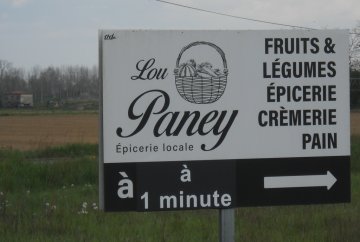 Lou
Paney
Épicerie locale
FRUITS &
LÉGUMES
ÉPICERIE
CRÈMERIE
PAIN
à à
1 minute